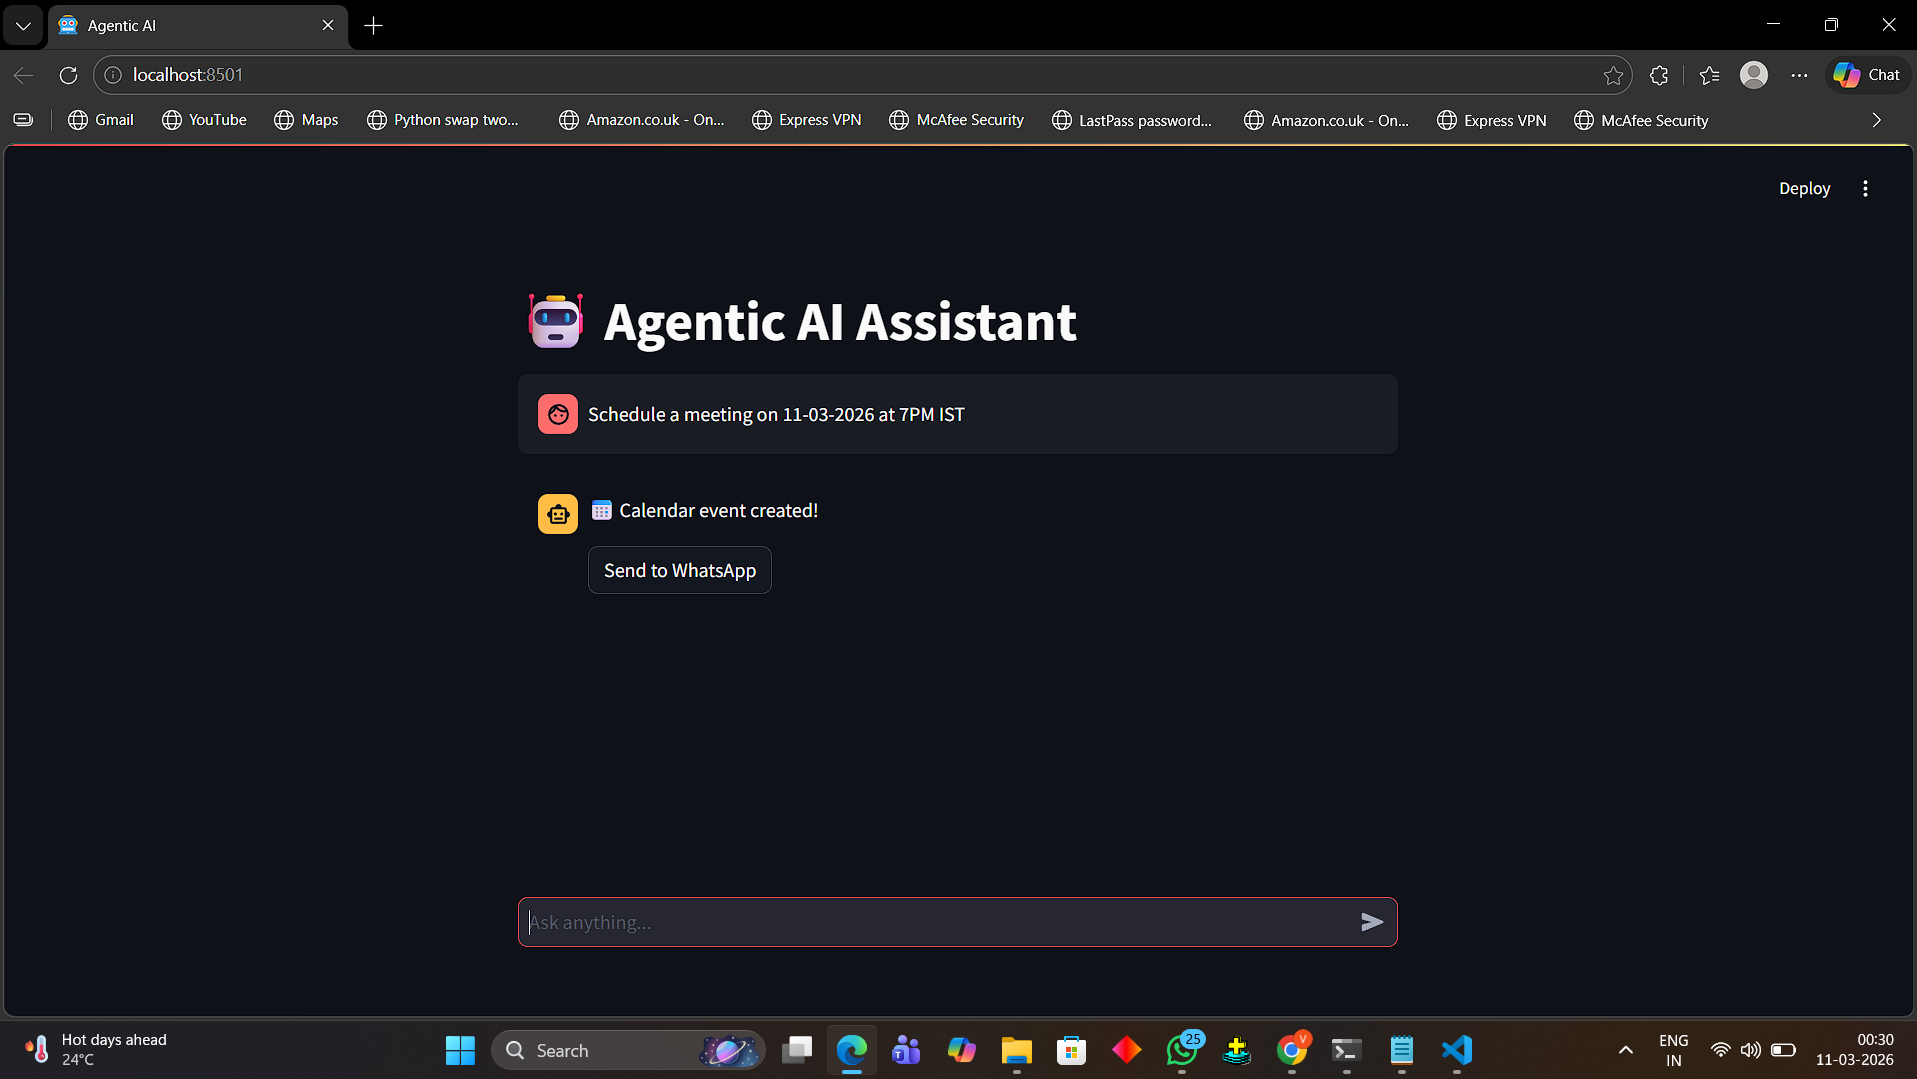 Agentic AI
localhost:8501
Chat
Gmail
YouTube
Maps
Python swap two...
Amazon.co.uk - On...
Express VPN
McAfee Security
LastPass password...
Amazon.co.uk - On...
Express VPN
McAfee Security
Deploy
Agentic AI Assistant
Schedule a meeting on 11-03-2026 at 7PM IST
Calendar event created!
Send to WhatsApp
Ask anything...
Hot days ahead
24°C
Search
25
V
ENG
IN
00:30
11-03-2026